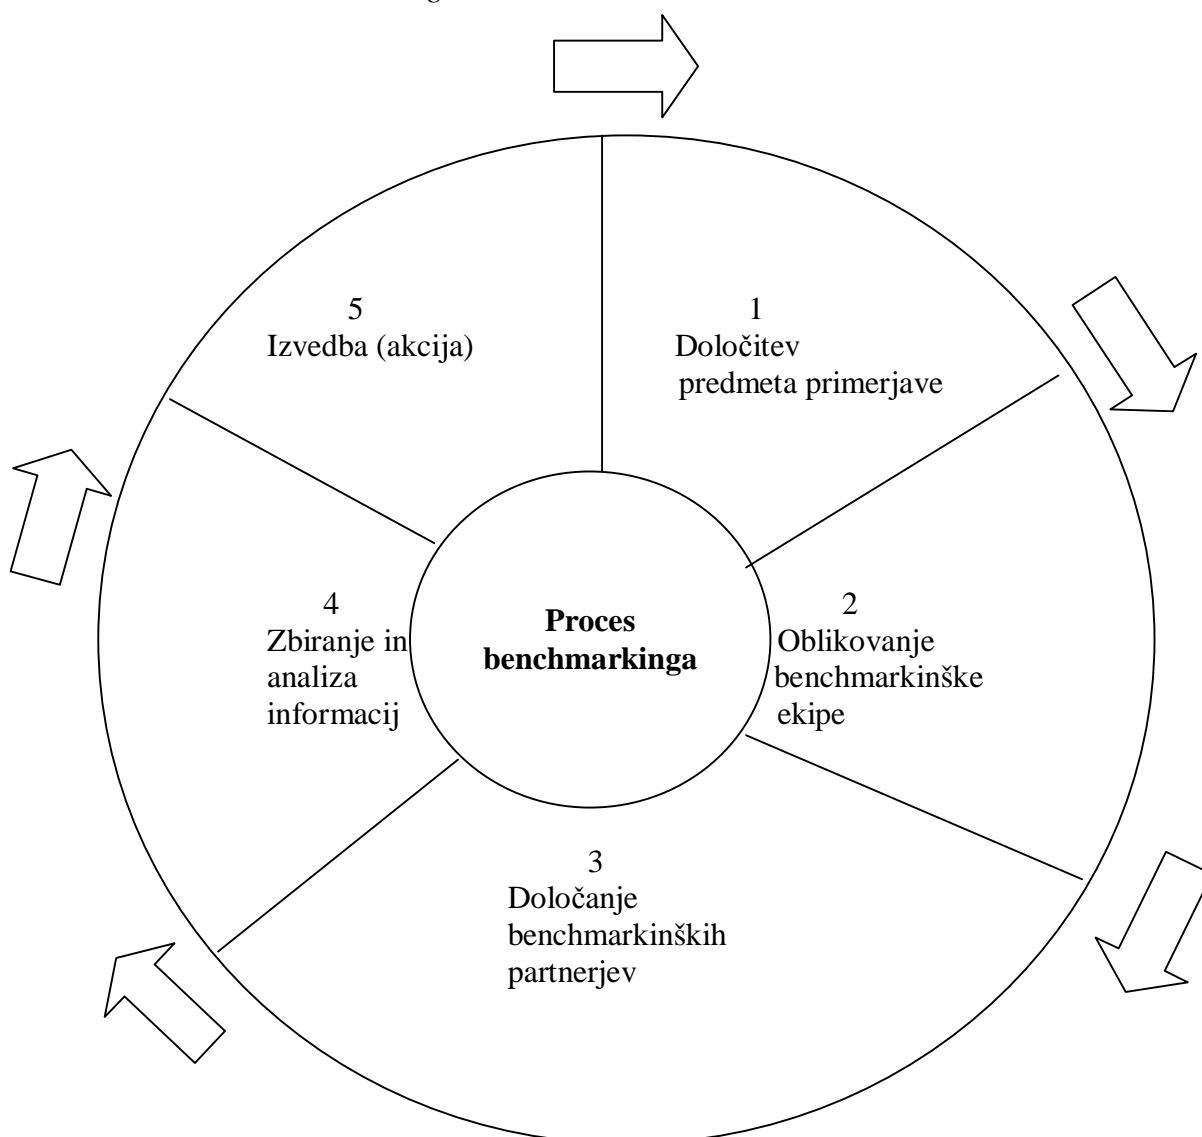 g
1
Določitev
predmeta primerjave
2
Oblikovanje
benchmarkinške
ekipe
3
Določanje
benchmarkinških
partnerjev
4
Zbiranje in
analiza
informacij
5
Izvedba (akcija)
Proces
benchmarkinga